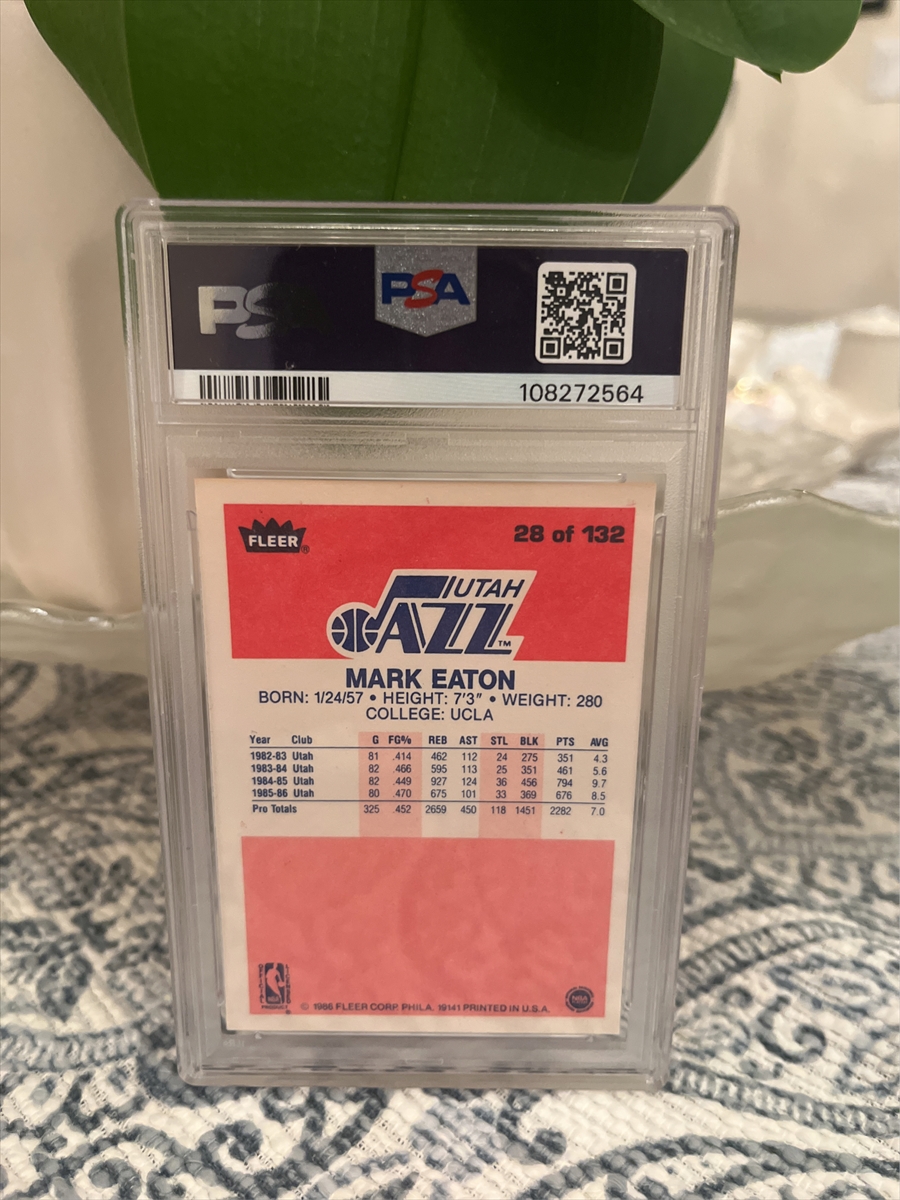 PSA
PSA
108272564
FLEER®
28 of 132
UTAH
JAZZ™
MARK EATON
BORN: 1/24/57 • HEIGHT: 7'3" • WEIGHT: 280
COLLEGE: UCLA
Year Club G FG% REB AST STL BLK PTS AVG
1982-83 Utah 81 .414 462 112 24 275 351 4.3
1983-84 Utah 82 .466 595 113 25 351 461 5.6
1984-85 Utah 82 .449 927 124 36 456 794 9.7
1985-86 Utah 80 .470 675 101 33 369 676 8.5
Pro Totals 325 .452 2659 450 118 1451 2282 7.0
© 1986 FLEER CORP. PHILA. 19141 PRINTED IN U.S.A.
NBA